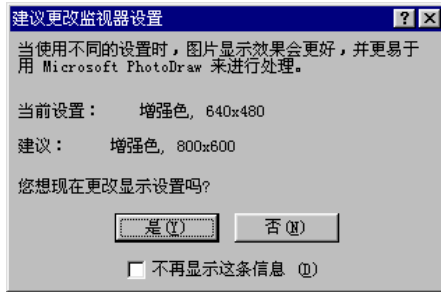 建议更改监视器设置
当使用不同的设置时，图片显示效果会更好，并更易于
用 Microsoft PhotoDraw 来进行处理。
当前设置： 增强色, 640x480
建议： 增强色, 800x600
您想现在更改显示设置吗?
是(Y) 否(N)
不再显示这条信息 (D)